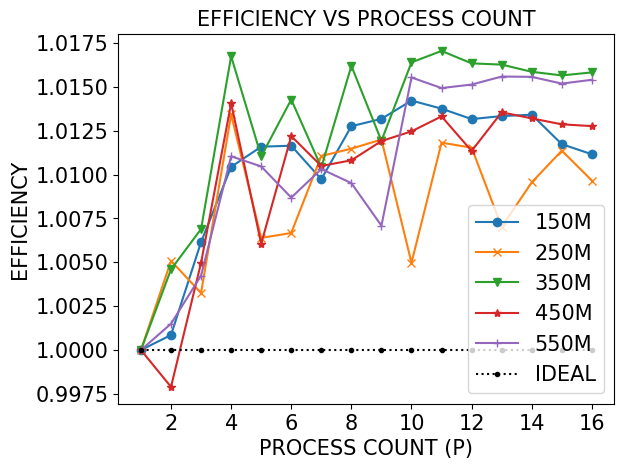 EFFICIENCY VS PROCESS COUNT
1.0175
1.0150
1.0125
1.0100
1.0075
1.0050
1.0025
1.0000
0.9975
EFFICIENCY
150M
250M
350M
450M
550M
IDEAL
2 4 6 8 10 12 14 16
PROCESS COUNT (P)